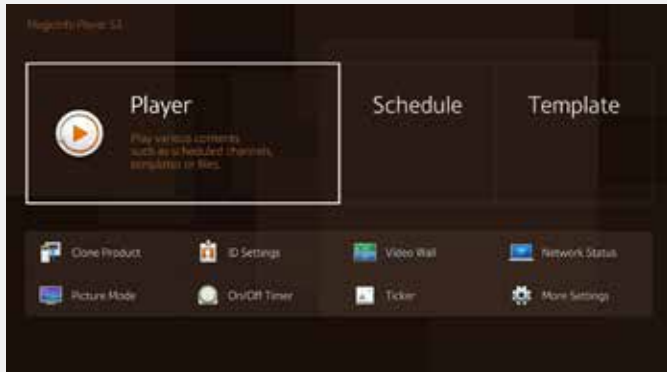 MagicInfo Player S3
Player
Schedule
Template
Play various contents
such as scheduled channels,
templates or files.
Clone Product
ID Settings
Video Wall
Network Status
Picture Mode
On/Off Timer
Ticker
More Settings